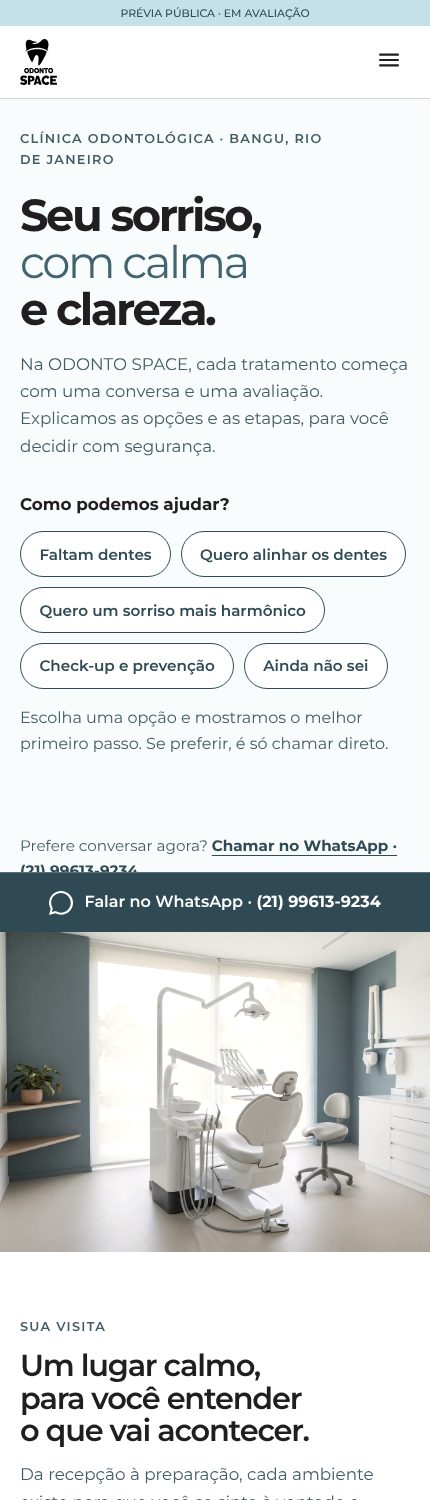 PRÉVIA PÚBLICA · EM AVALIAÇÃO
ODONTO
SPACE
CLÍNICA ODONTOLÓGICA · BANGU, RIO
DE JANEIRO
Seu sorriso,
com calma
e clareza.
Na ODONTO SPACE, cada tratamento começa
com uma conversa e uma avaliação.
Explicamos as opções e as etapas, para você
decidir com segurança.
Como podemos ajudar?
Faltam dentes
Quero alinhar os dentes
Quero um sorriso mais harmônico
Check-up e prevenção
Ainda não sei
Escolha uma opção e mostramos o melhor
primeiro passo. Se preferir, é só chamar direto.
Prefere conversar agora? Chamar no WhatsApp ·
(21) 99613-9234
Falar no WhatsApp · (21) 99613-9234
SUA VISITA
Um lugar calmo,
para você entender
o que vai acontecer.
Da recepção à preparação, cada ambiente